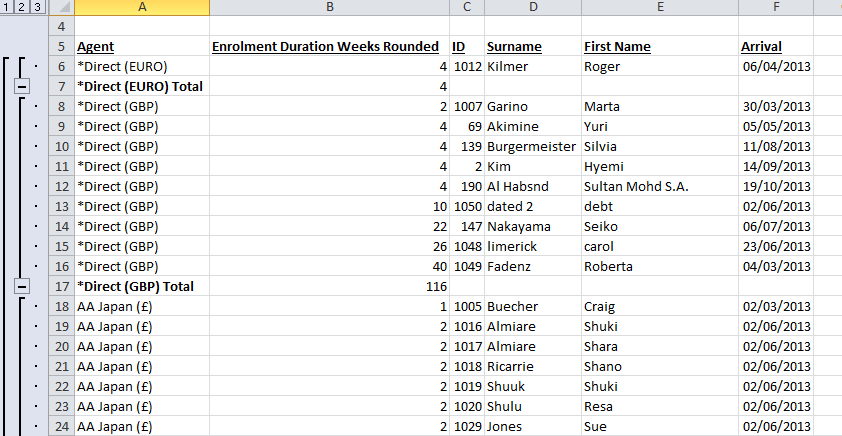 1 2 3 A B C D E F
4
5 Agent Enrolment Duration Weeks Rounded ID Surname First Name Arrival
6 *Direct (EURO) 4 1012 Kilmer Roger 06/04/2013
7 *Direct (EURO) Total 4
8 *Direct (GBP) 2 1007 Garino Marta 30/03/2013
9 *Direct (GBP) 4 69 Akimine Yuri 05/05/2013
10 *Direct (GBP) 4 139 Burgermeister Silvia 11/08/2013
11 *Direct (GBP) 4 2 Kim Hyemi 14/09/2013
12 *Direct (GBP) 4 190 Al Habsnd Sultan Mohd S.A. 19/10/2013
13 *Direct (GBP) 10 1050 dated 2 debt 02/06/2013
14 *Direct (GBP) 22 147 Nakayama Seiko 06/07/2013
15 *Direct (GBP) 26 1048 limerick carol 23/06/2013
16 *Direct (GBP) 40 1049 Fadenz Roberta 04/03/2013
17 *Direct (GBP) Total 116
18 AA Japan (£) 1 1005 Buecher Craig 02/03/2013
19 AA Japan (£) 2 1016 Almiare Shuki 02/06/2013
20 AA Japan (£) 2 1017 Almiare Shara 02/06/2013
21 AA Japan (£) 2 1018 Ricarrie Shano 02/06/2013
22 AA Japan (£) 2 1019 Shuuk Shuki 02/06/2013
23 AA Japan (£) 2 1020 Shulu Resa 02/06/2013
24 AA Japan (£) 2 1029 Jones Sue 02/06/2013